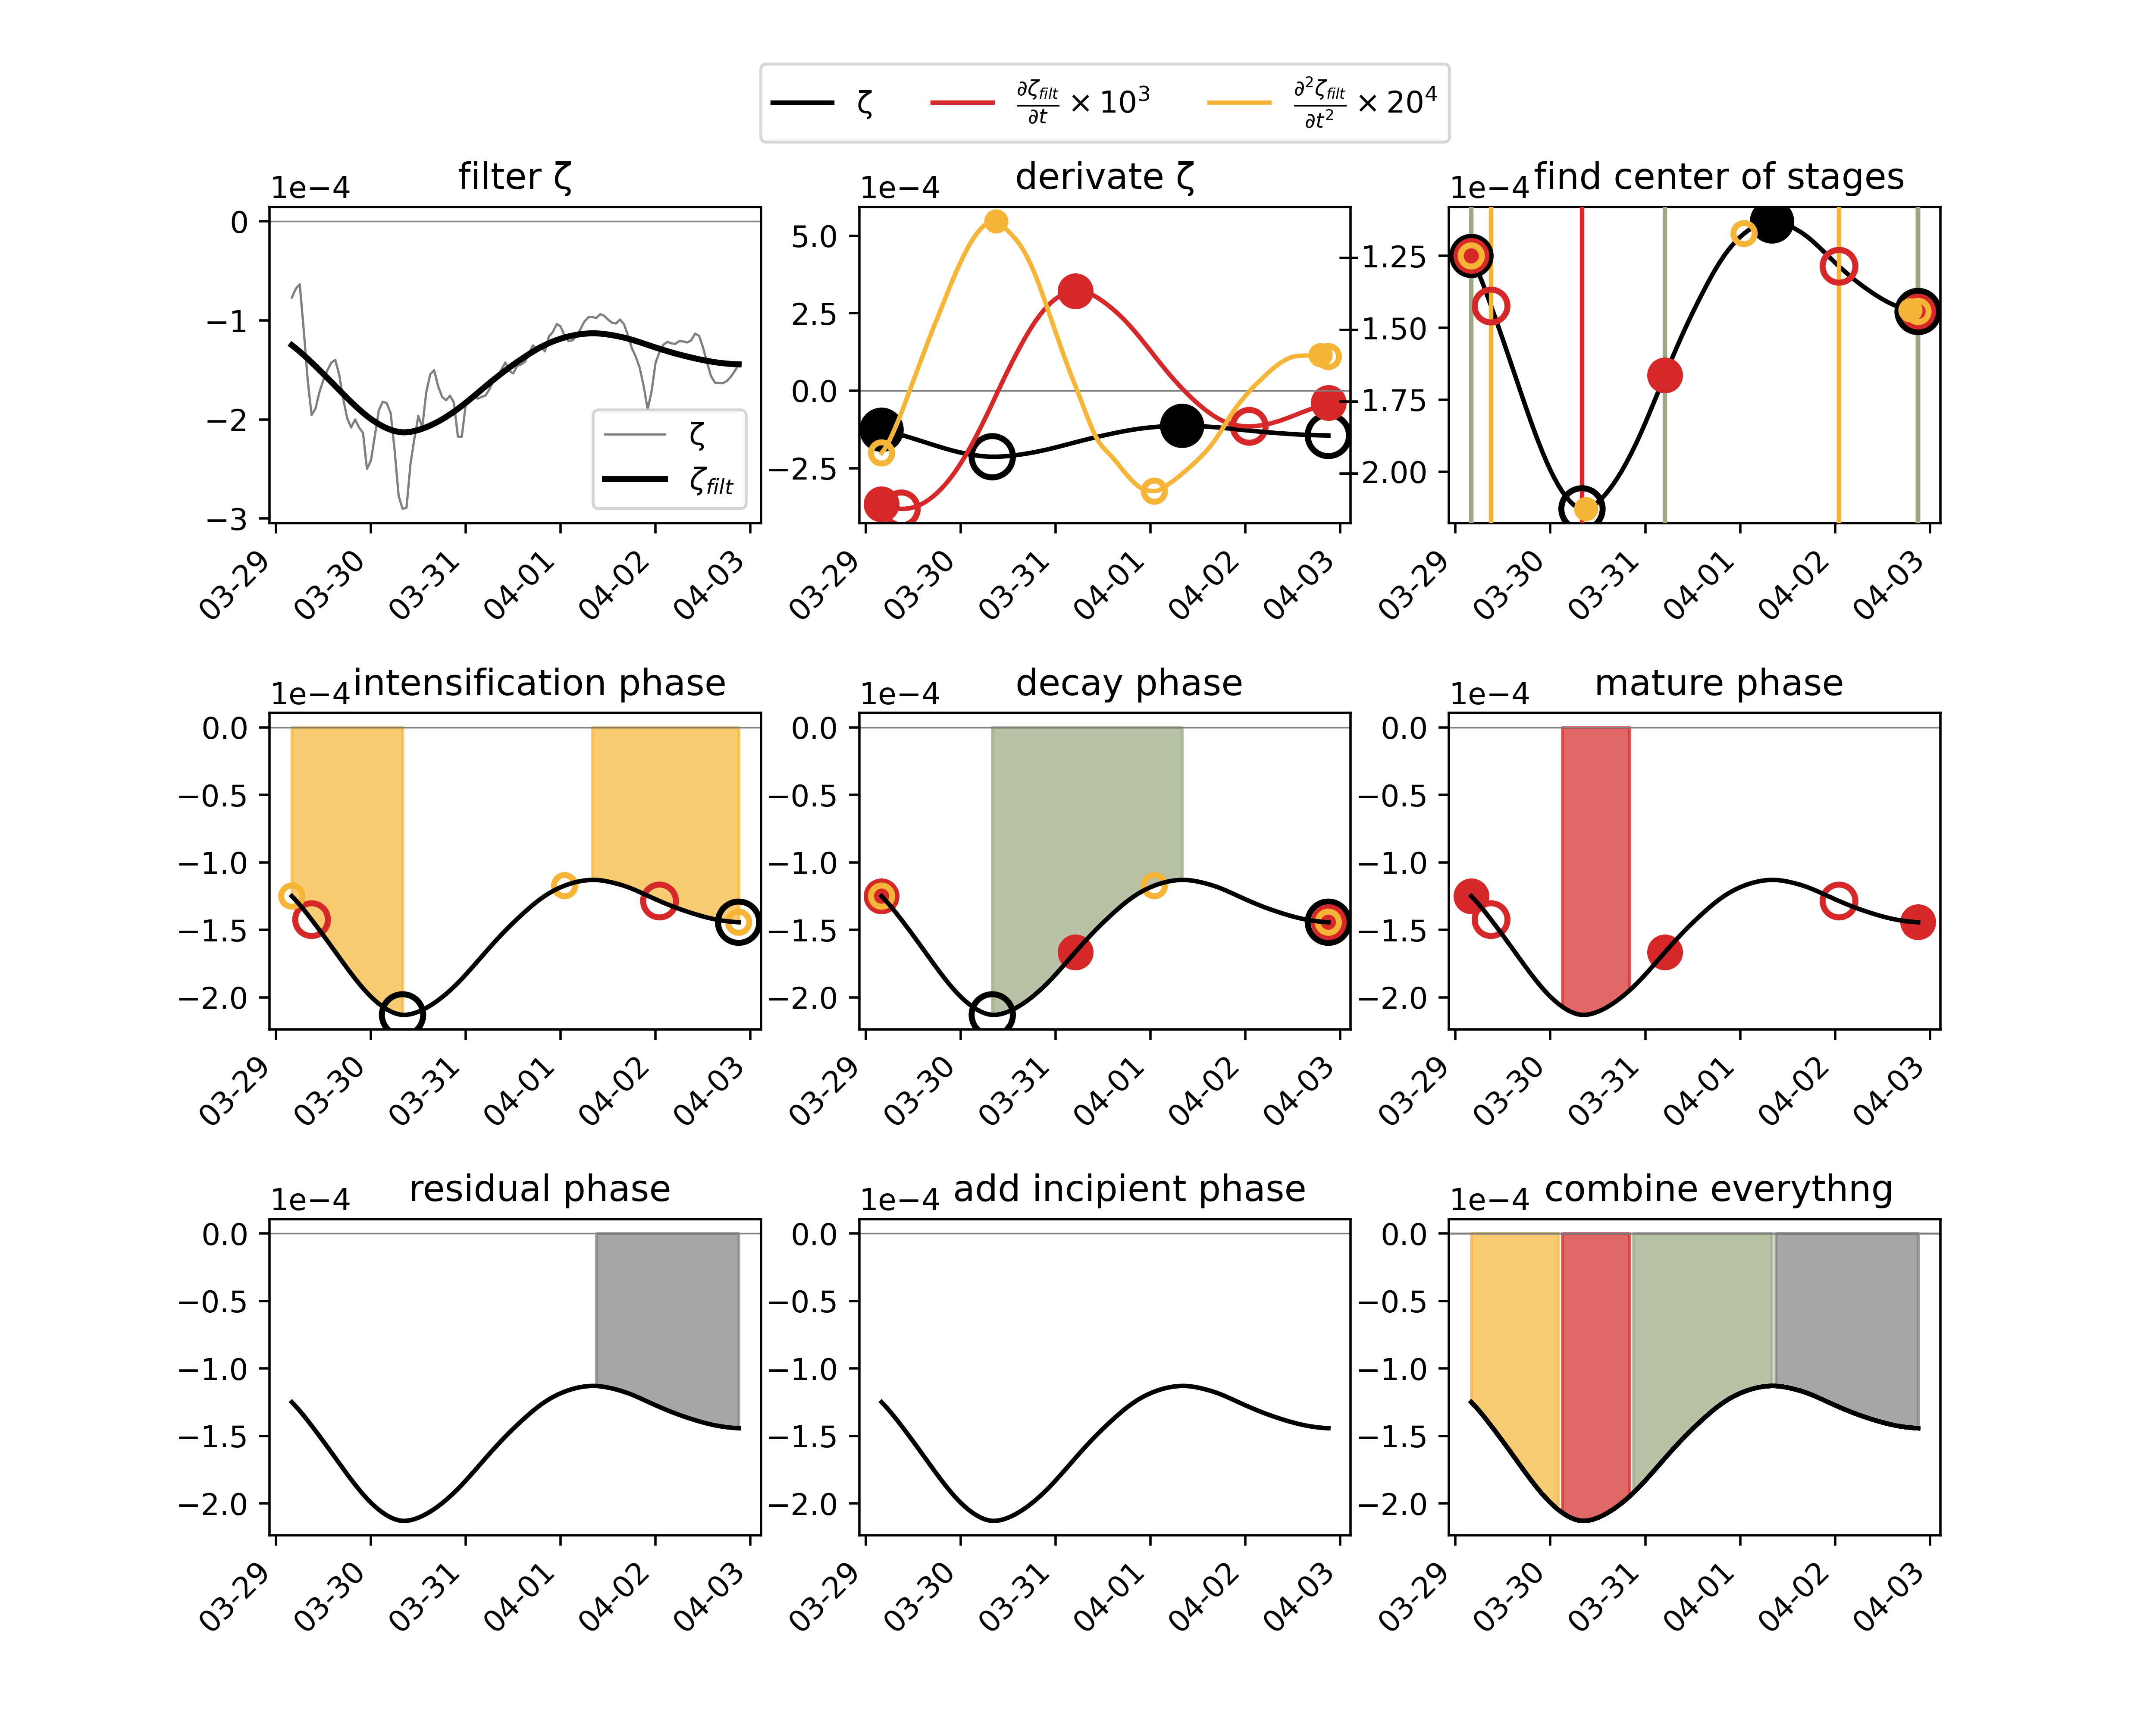 ζ ∂ζfilt/∂t × 10³ ∂²ζfilt/∂t² × 20⁴
filter ζ
1e−4
0
−1
−2
−3
ζ
ζfilt
03-29 03-30 03-31 04-01 04-02 04-03
derivate ζ
1e−4
5.0
2.5
0.0
−2.5
03-29 03-30 03-31 04-01 04-02 04-03
find center of stages
1e−4
−1.25
−1.50
−1.75
−2.00
03-29 03-30 03-31 04-01 04-02 04-03
intensification phase
1e−4
0.0
−0.5
−1.0
−1.5
−2.0
03-29 03-30 03-31 04-01 04-02 04-03
decay phase
1e−4
0.0
−0.5
−1.0
−1.5
−2.0
03-29 03-30 03-31 04-01 04-02 04-03
mature phase
1e−4
0.0
−0.5
−1.0
−1.5
−2.0
03-29 03-30 03-31 04-01 04-02 04-03
residual phase
1e−4
0.0
−0.5
−1.0
−1.5
−2.0
03-29 03-30 03-31 04-01 04-02 04-03
add incipient phase
1e−4
0.0
−0.5
−1.0
−1.5
−2.0
03-29 03-30 03-31 04-01 04-02 04-03
combine everythng
1e−4
0.0
−0.5
−1.0
−1.5
−2.0
03-29 03-30 03-31 04-01 04-02 04-03